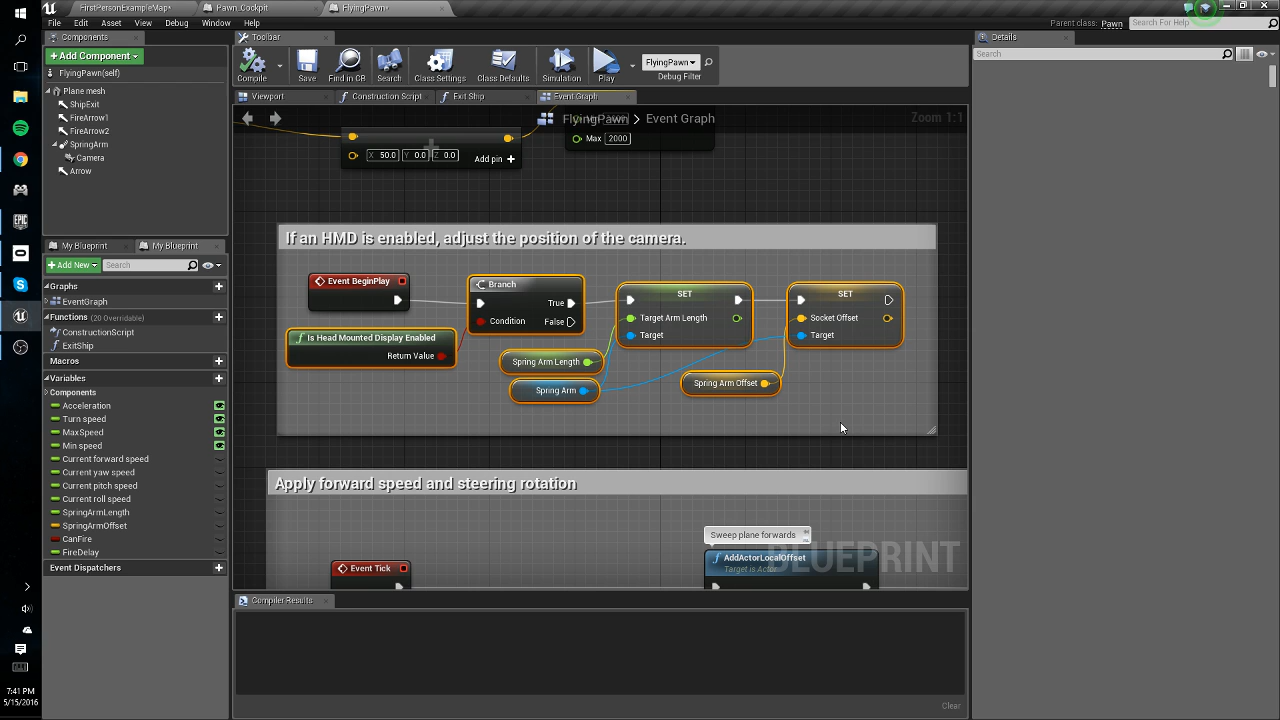 FirstPersonExampleMap*
Pawn_Cockpit
FlyingPawn*
File Edit Asset View Debug Window Help
Parent class: Pawn
Search For Help
Components
+Add Component
FlyingPawn(self)
Plane mesh
ShipExit
FireArrow1
FireArrow2
SpringArm
Camera
Arrow
My Blueprint
My Blueprint
+Add New
Search
Graphs
EventGraph
Functions (20 Overridable)
ConstructionScript
ExitShip
Macros
Variables
Components
Acceleration
Turn speed
MaxSpeed
Min speed
Current forward speed
Current yaw speed
Current pitch speed
Current roll speed
SpringArmLength
SpringArmOffset
CanFire
FireDelay
Event Dispatchers
Toolbar
Compile
Save
Find in CB
Search
Class Settings
Class Defaults
Simulation
Play
FlyingPawn
Debug Filter
Viewport
Construction Script
Exit Ship
Event Graph
FlyingPawn > Event Graph
Zoom 1:1
X 50.0 Y 0.0 Z 0.0
Add pin +
Max 2000
If an HMD is enabled, adjust the position of the camera.
Event BeginPlay
Is Head Mounted Display Enabled
Return Value
Branch
True
Condition
False
Spring Arm Length
Spring Arm
SET
Target Arm Length
Target
Spring Arm Offset
SET
Socket Offset
Target
Apply forward speed and steering rotation
Event Tick
Sweep plane forwards
AddActorLocalOffset
Target is Actor
BLUEPRINT
Compiler Results
Clear
Details
Search
EPIC
7:41 PM
5/15/2016